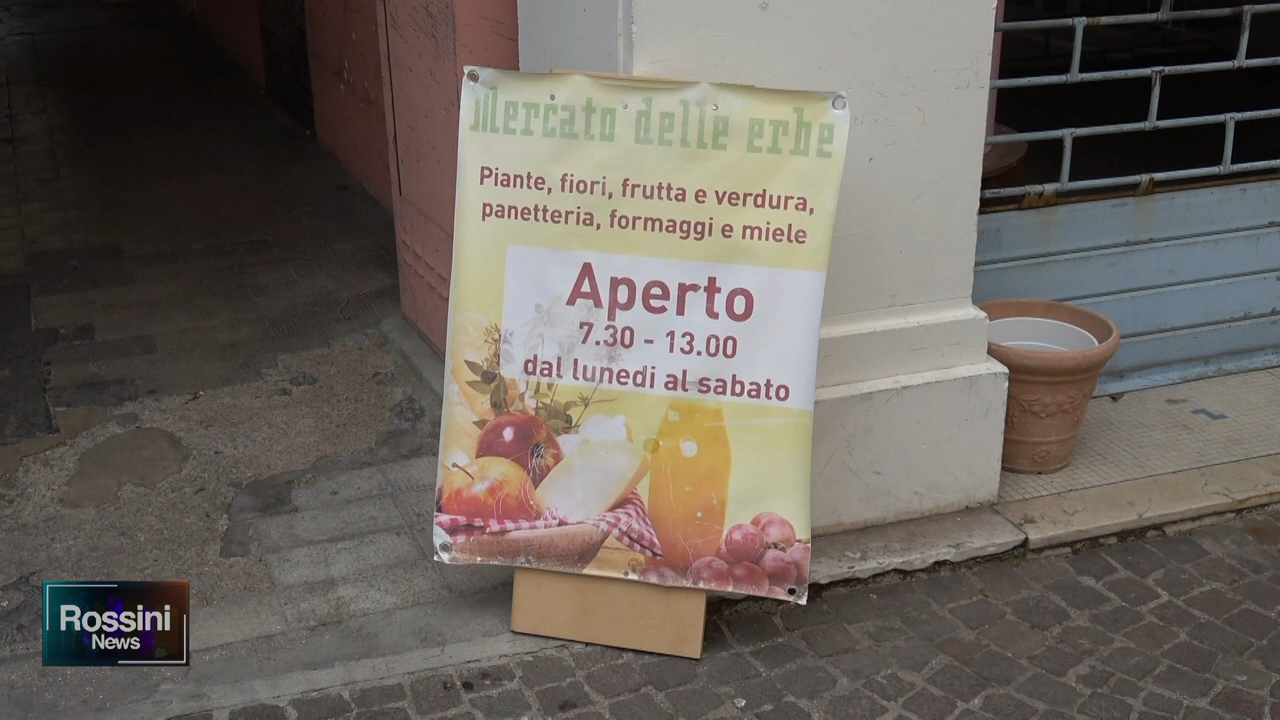 Mercato delle erbe
Piante, fiori, frutta e verdura,
panetteria, formaggi e miele
Aperto
7.30 - 13.00
dal lunedi al sabato
Rossini
News